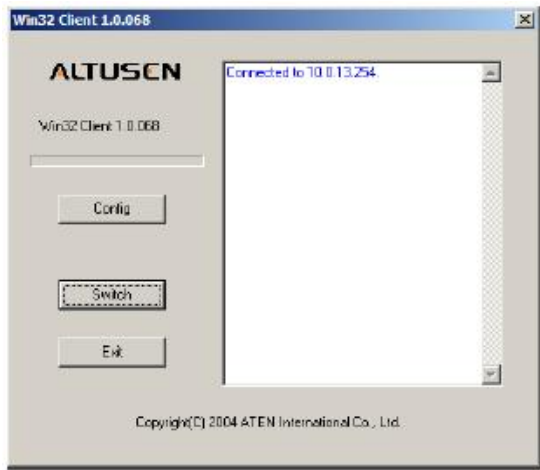 Win32 Client 1.0.068
ALTUSEN
Win32 Client 1.0.068
Connected to 10.0.13.254.
Config
Switch
Exit
Copyright(C) 2004 ATEN International Co., Ltd.